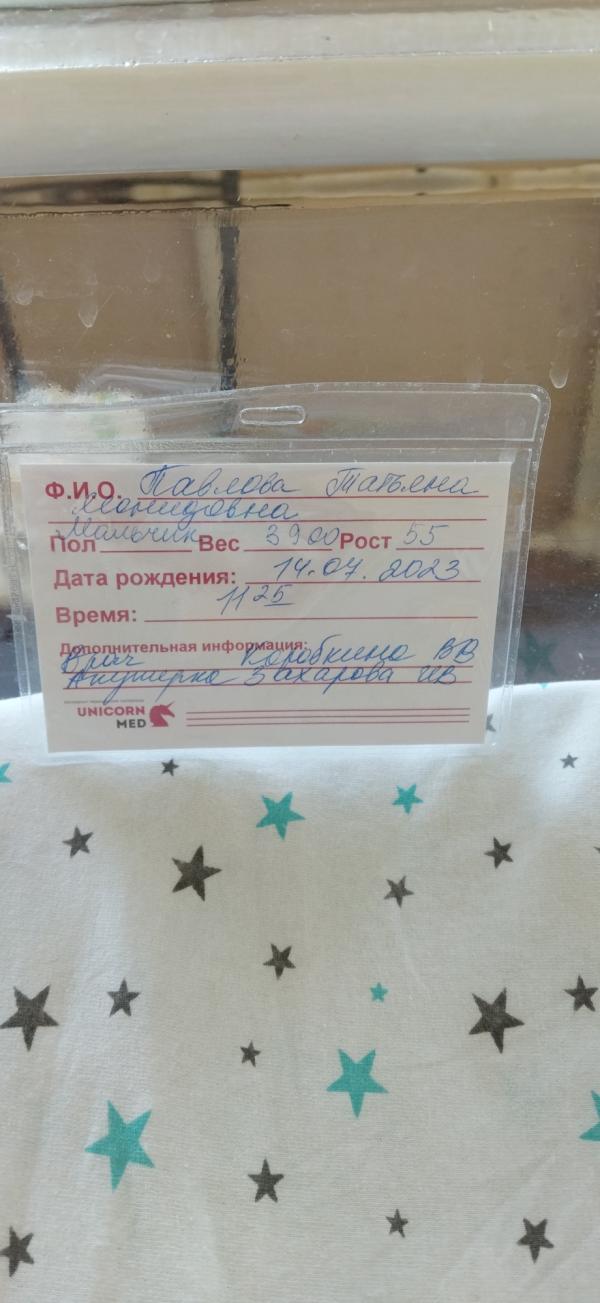 Ф.И.О. Павлова Татьяна
Леонидовна
Пол Мальчик Вес 3900 Рост 55
Дата рождения: 14.07.2023
Время: 11 25
Дополнительная информация:
Врач Коробкина ВВ
Акушерка Захарова ИВ
UNICORN
MED